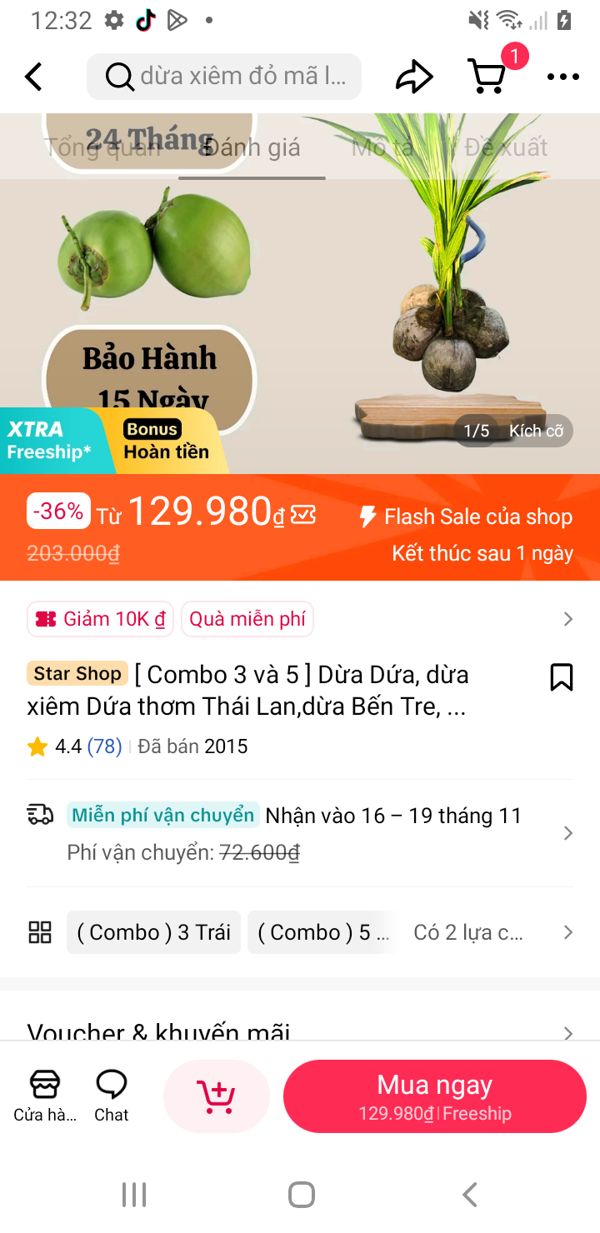 12:32
dừa xiêm đỏ mã l...
1
Tổng quan
Đánh giá
Mô tả
Đề xuất
24 Tháng
Bảo Hành
15 Ngày
XTRA
Freeship*
Bonus
Hoàn tiền
1/5 Kích cỡ
-36% Từ 129.980₫
Flash Sale của shop
203.000₫
Kết thúc sau 1 ngày
Giảm 10K ₫ Quà miễn phí
Star Shop [ Combo 3 và 5 ] Dừa Dứa, dừa
xiêm Dứa thơm Thái Lan,dừa Bến Tre, ...
4.4 (78) Đã bán 2015
Miễn phí vận chuyển Nhận vào 16 – 19 tháng 11
Phí vận chuyển: 72.600₫
( Combo ) 3 Trái ( Combo ) 5 ... Có 2 lựa c...
Voucher & khuyến mãi
Mua ngay
129.980₫ Freeship
Cửa hà... Chat